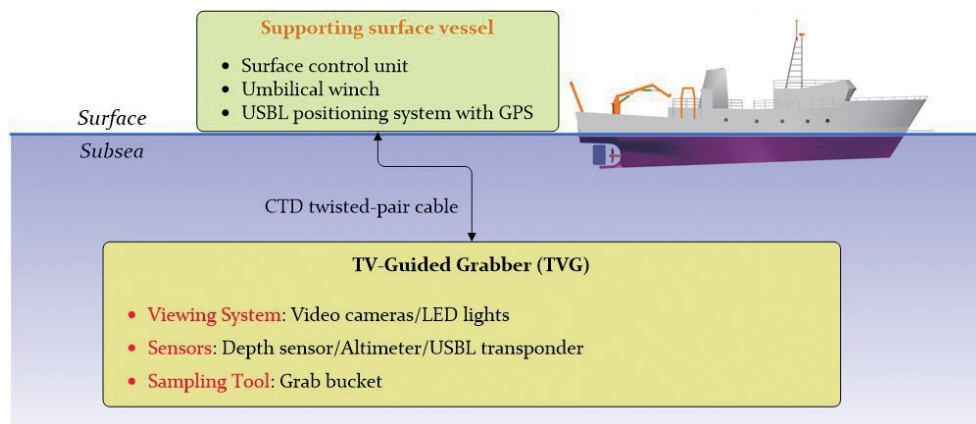 Supporting surface vessel
• Surface control unit
• Umbilical winch
• USBL positioning system with GPS
Surface
Subsea
CTD twisted-pair cable
TV-Guided Grabber (TVG)
• Viewing System: Video cameras/LED lights
• Sensors: Depth sensor/Altimeter/USBL transponder
• Sampling Tool: Grab bucket